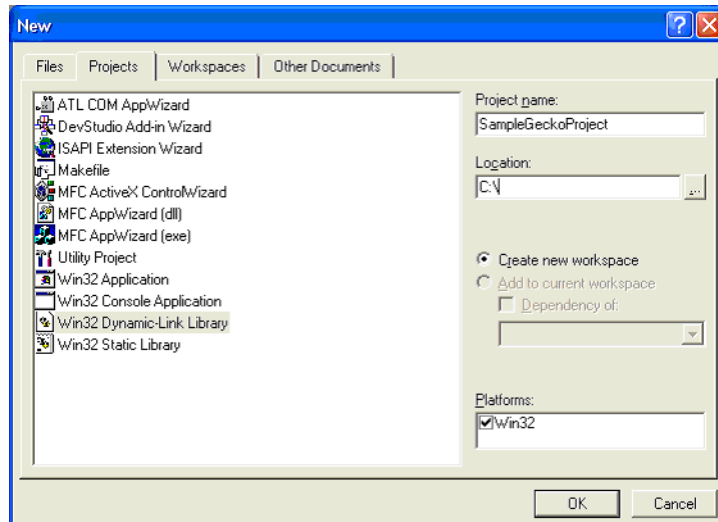 New
Files
Projects
Workspaces
Other Documents
ATL COM AppWizard
DevStudio Add-in Wizard
ISAPI Extension Wizard
Makefile
MFC ActiveX ControlWizard
MFC AppWizard (dll)
MFC AppWizard (exe)
Utility Project
Win32 Application
Win32 Console Application
Win32 Dynamic-Link Library
Win32 Static Library
Project name:
SampleGeckoProject
Location:
C:\
...
Create new workspace
Add to current workspace
Dependency of:
Platforms:
Win32
OK
Cancel